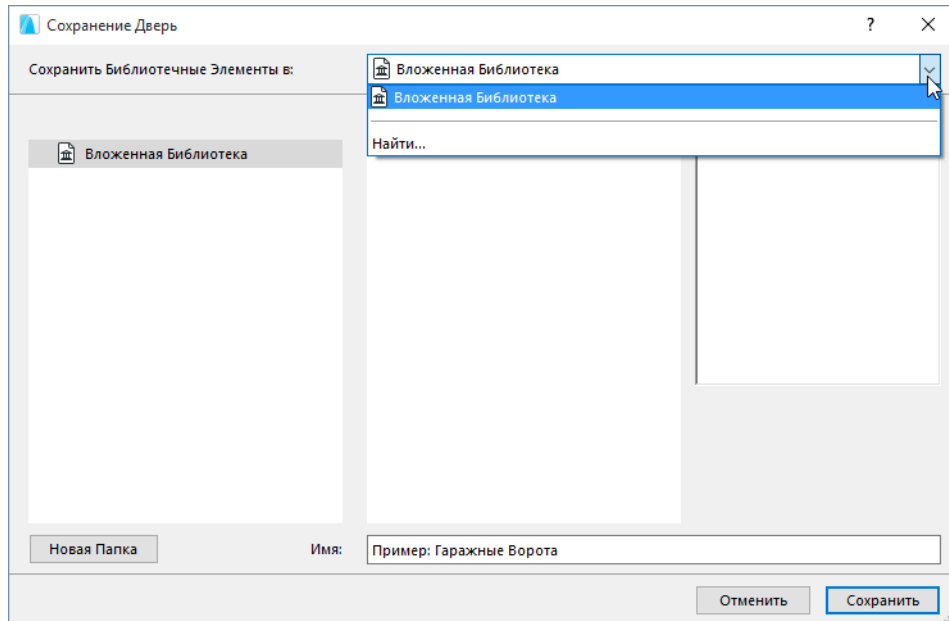 Сохранение Дверь
?
Сохранить Библиотечные Элементы в:
Вложенная Библиотека
Вложенная Библиотека
Найти...
Вложенная Библиотека
Новая Папка
Имя:
Пример: Гаражные Ворота
Отменить
Сохранить